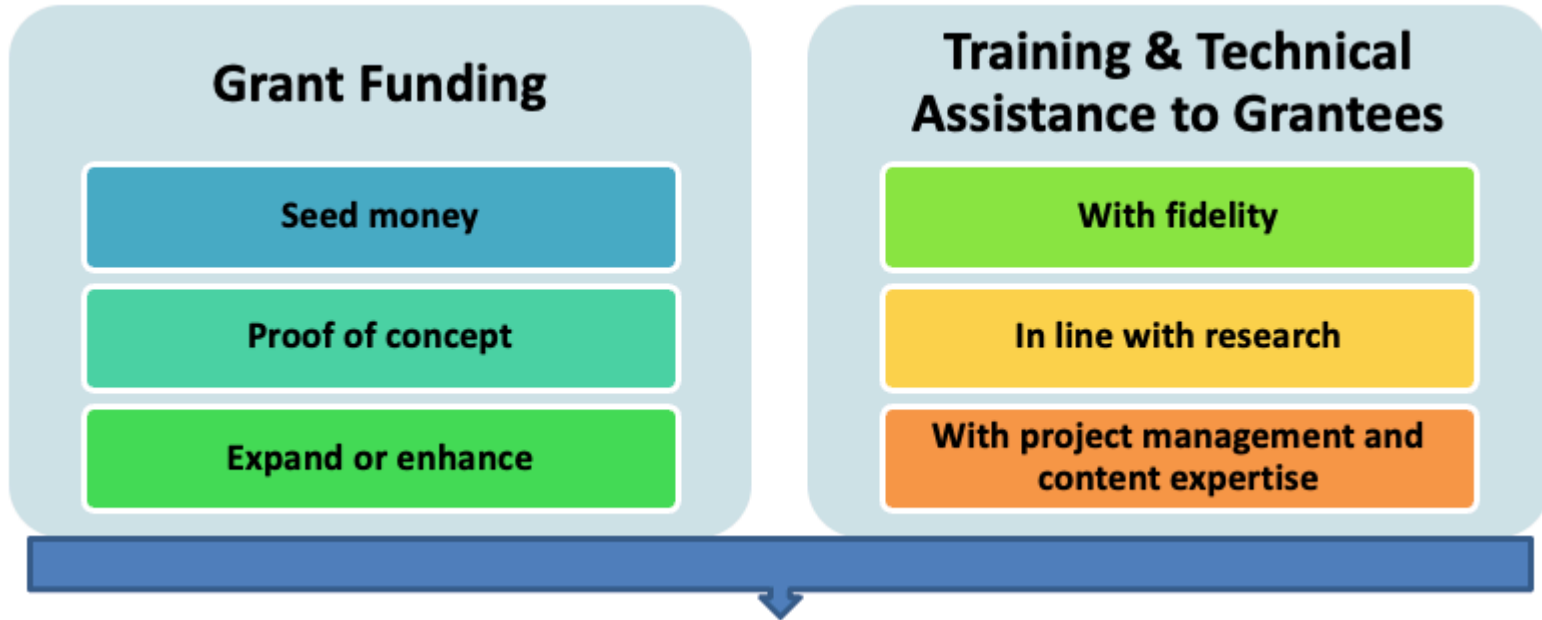 Grant Funding
Seed money
Proof of concept
Expand or enhance
Training & Technical
Assistance to Grantees
With fidelity
In line with research
With project management and
content expertise